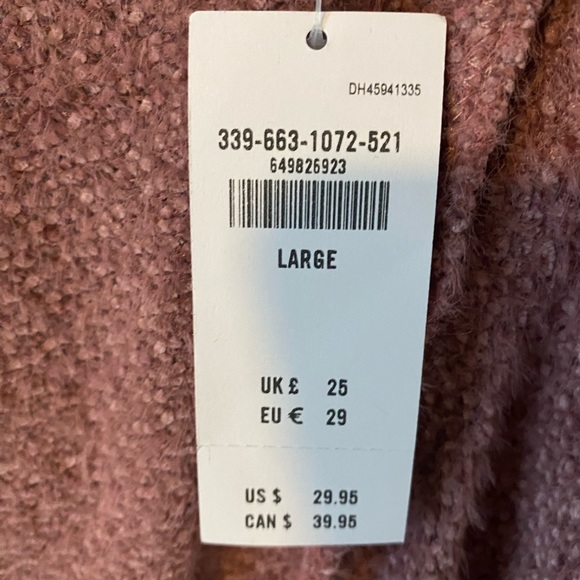 DH45941335
339-663-1072-521
649826923
LARGE
UK £ 25
EU € 29
US $ 29.95
CAN $ 39.95